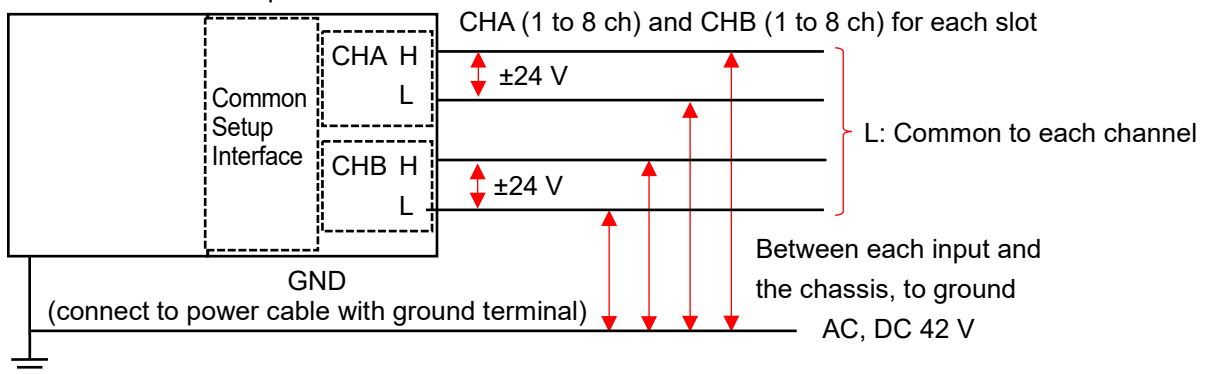 CHA (1 to 8 ch) and CHB (1 to 8 ch) for each slot
CHA H
±24 V
L
Common
Setup
Interface
L: Common to each channel
CHB H
±24 V
L
Between each input and
the chassis, to ground
GND
(connect to power cable with ground terminal)
AC, DC 42 V